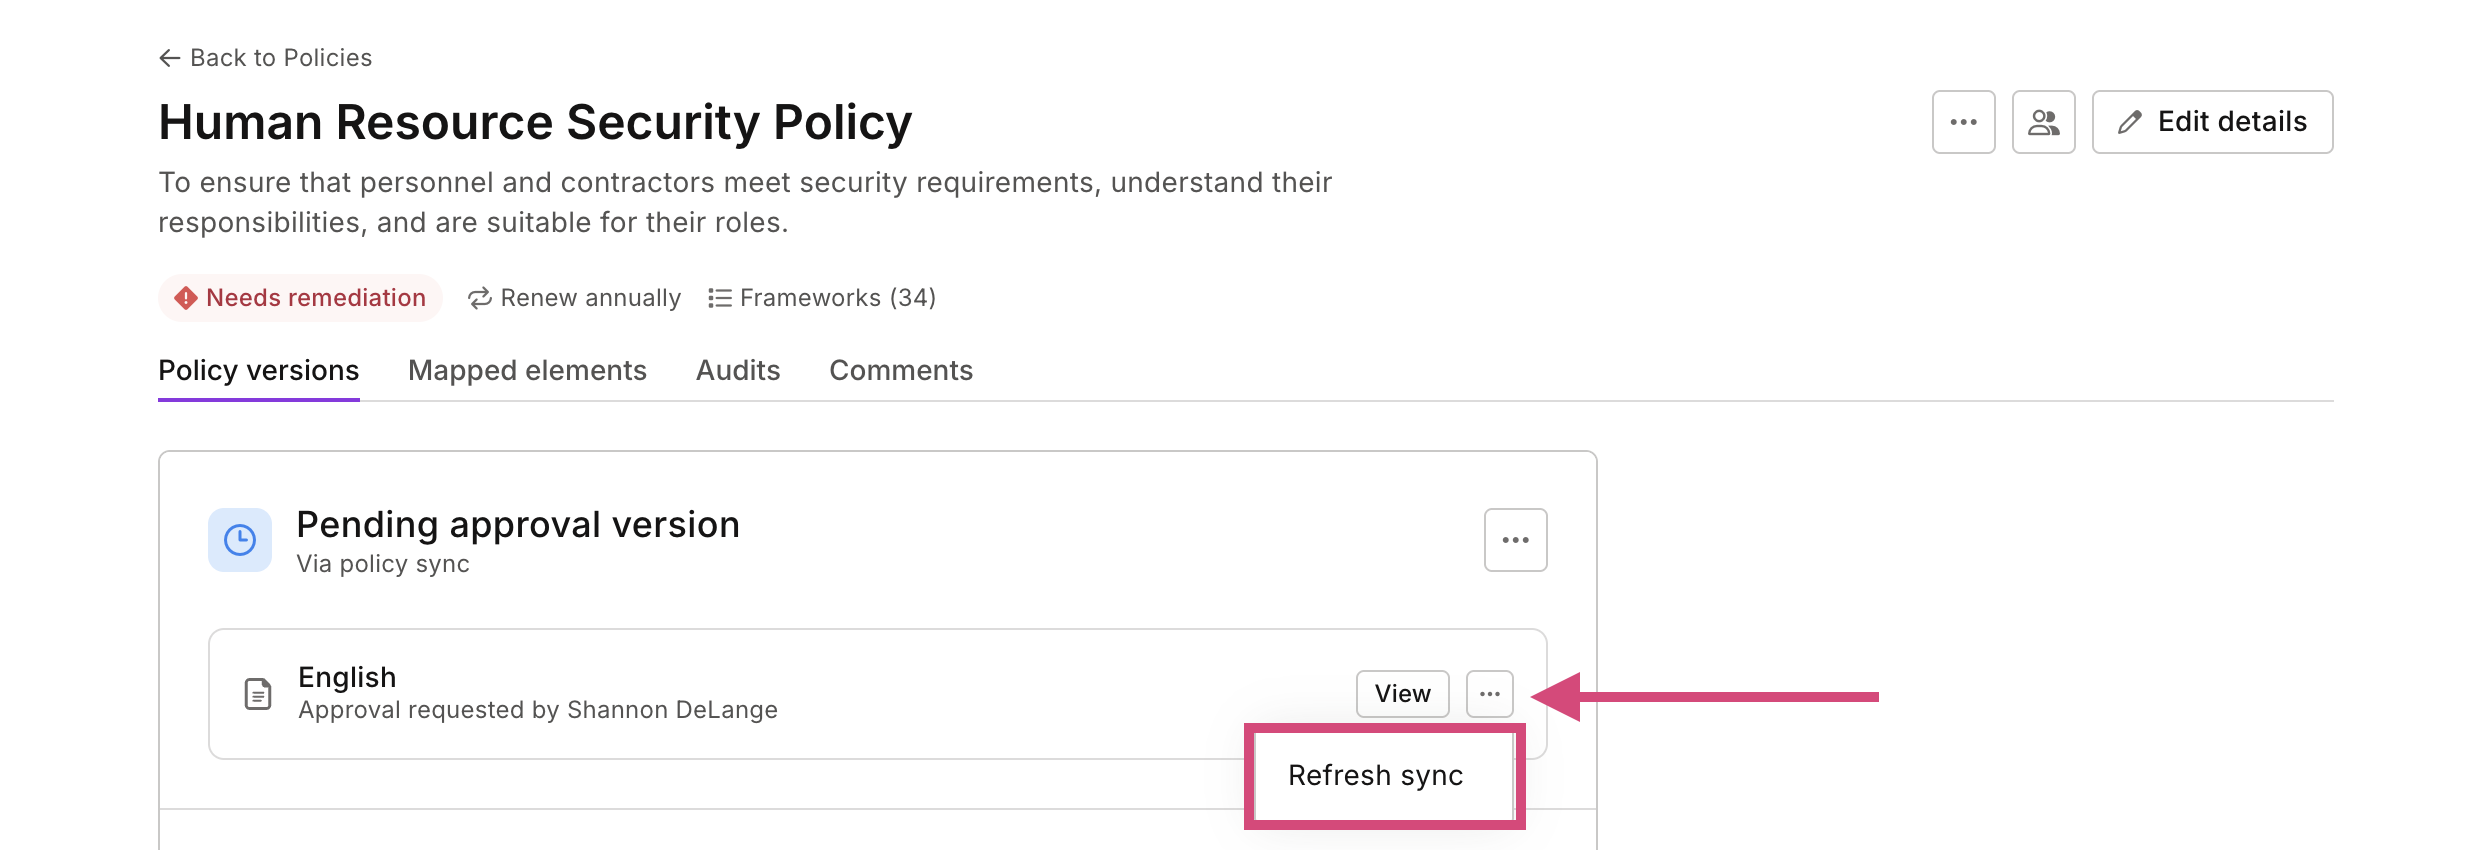 Back to Policies
Human Resource Security Policy
Edit details
To ensure that personnel and contractors meet security requirements, understand their
responsibilities, and are suitable for their roles.
Needs remediation
Renew annually
Frameworks (34)
Policy versions
Mapped elements
Audits
Comments
Pending approval version
Via policy sync
English
Approval requested by Shannon DeLange
View
Refresh sync